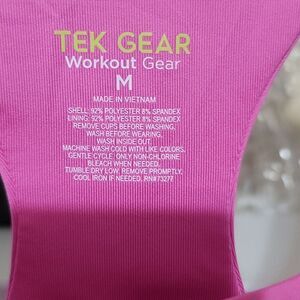 TEK GEAR
Workout Gear
M
MADE IN VIETNAM
SHELL: 92% POLYESTER 8% SPANDEX
LINING: 92% POLYESTER 8% SPANDEX
REMOVE CUPS BEFORE WASHING,
WASH BEFORE WEARING,
WASH INSIDE OUT.
MACHINE WASH COLD WITH LIKE COLORS,
GENTLE CYCLE. ONLY NON-CHLORINE
BLEACH WHEN NEEDED.
TUMBLE DRY LOW. REMOVE PROMPTLY,
COOL IRON IF NEEDED. RN#73277